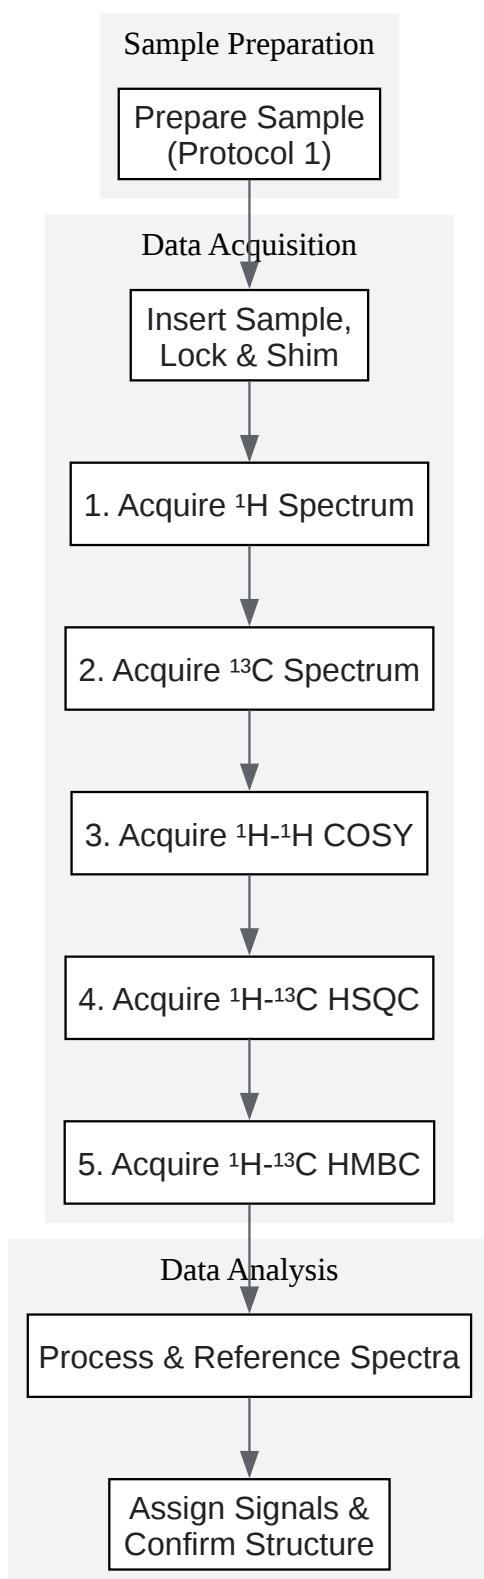 Sample Preparation
Prepare Sample
(Protocol 1)
Data Acquisition
Insert Sample,
Lock & Shim
1. Acquire ¹H Spectrum
2. Acquire ¹³C Spectrum
3. Acquire ¹H-¹H COSY
4. Acquire ¹H-¹³C HSQC
5. Acquire ¹H-¹³C HMBC
Data Analysis
Process & Reference Spectra
Assign Signals &
Confirm Structure